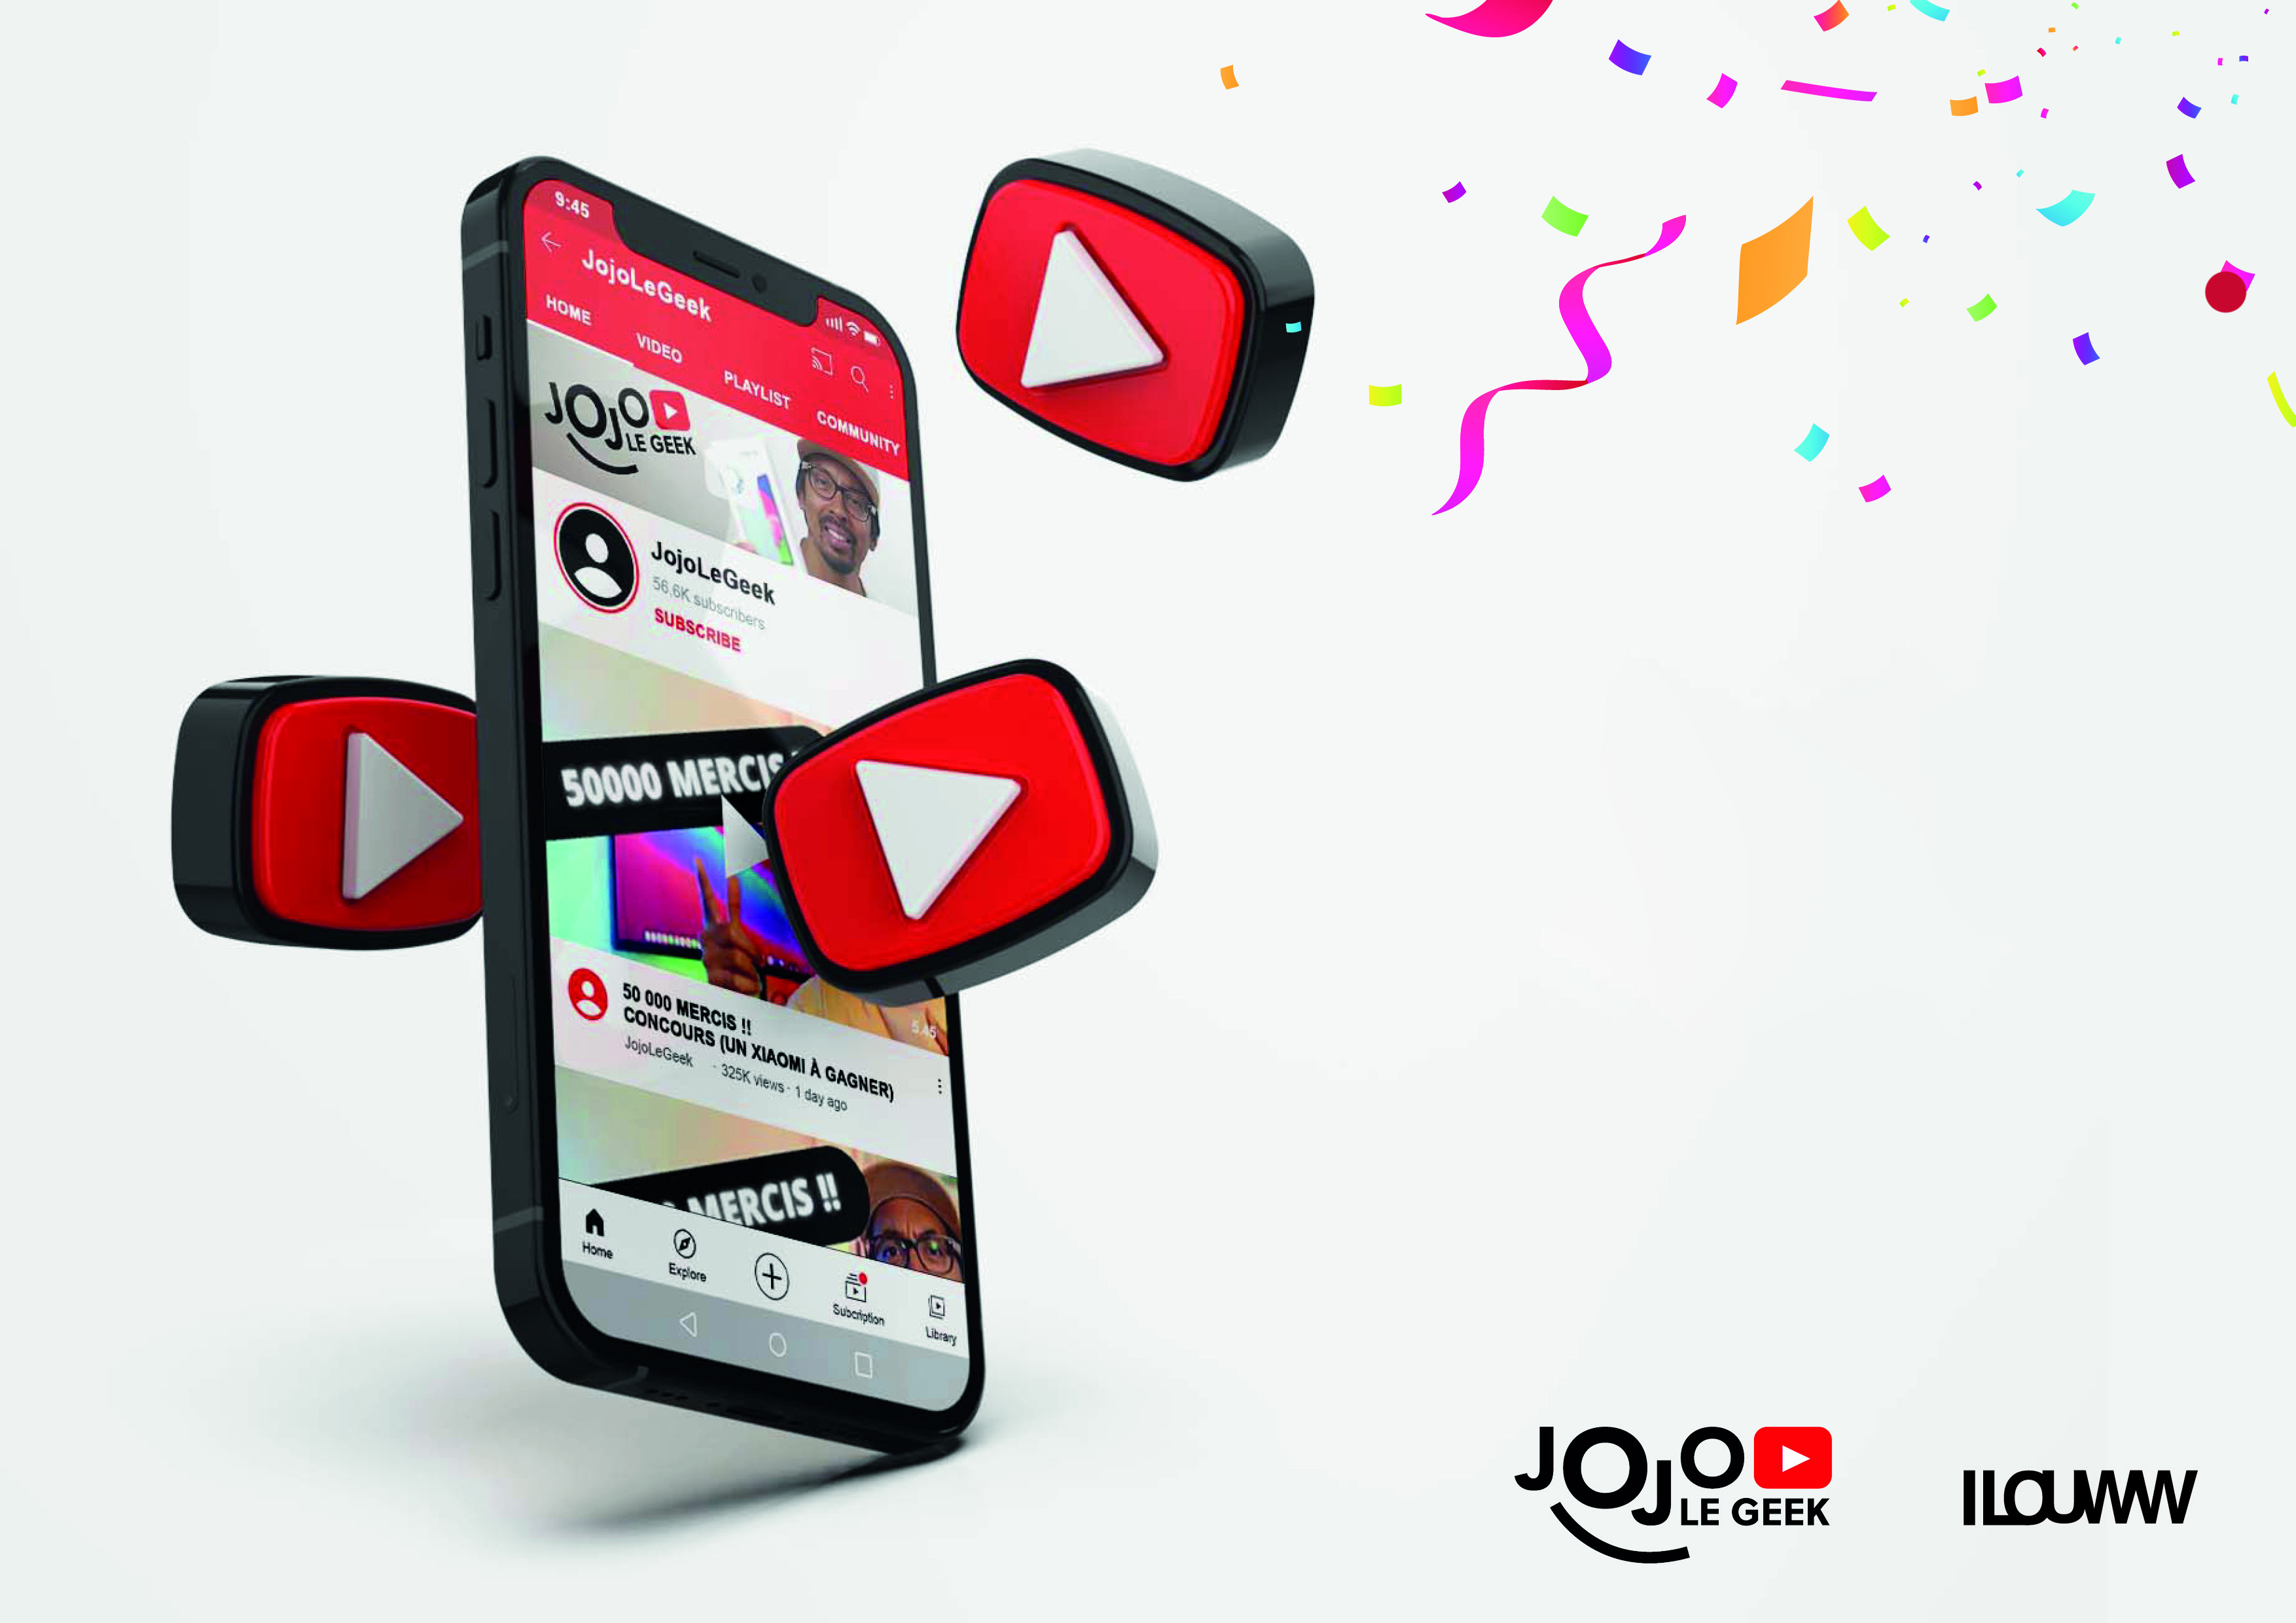 9:45
JojoLeGeek
HOME
VIDEO
PLAYLIST
COMMUNITY
JOJO
LE GEEK
JojoLeGeek
56,6K subscribers
SUBSCRIBE
50000 MERCIS
5.45
50 000 MERCIS !!
CONCOURS (UN XIAOMI À GAGNER)
JojoLeGeek · 325K views · 1 day ago
MERCIS !!
Home
Explore
Subcription
Library
JOJO
LE GEEK
ILOUWW